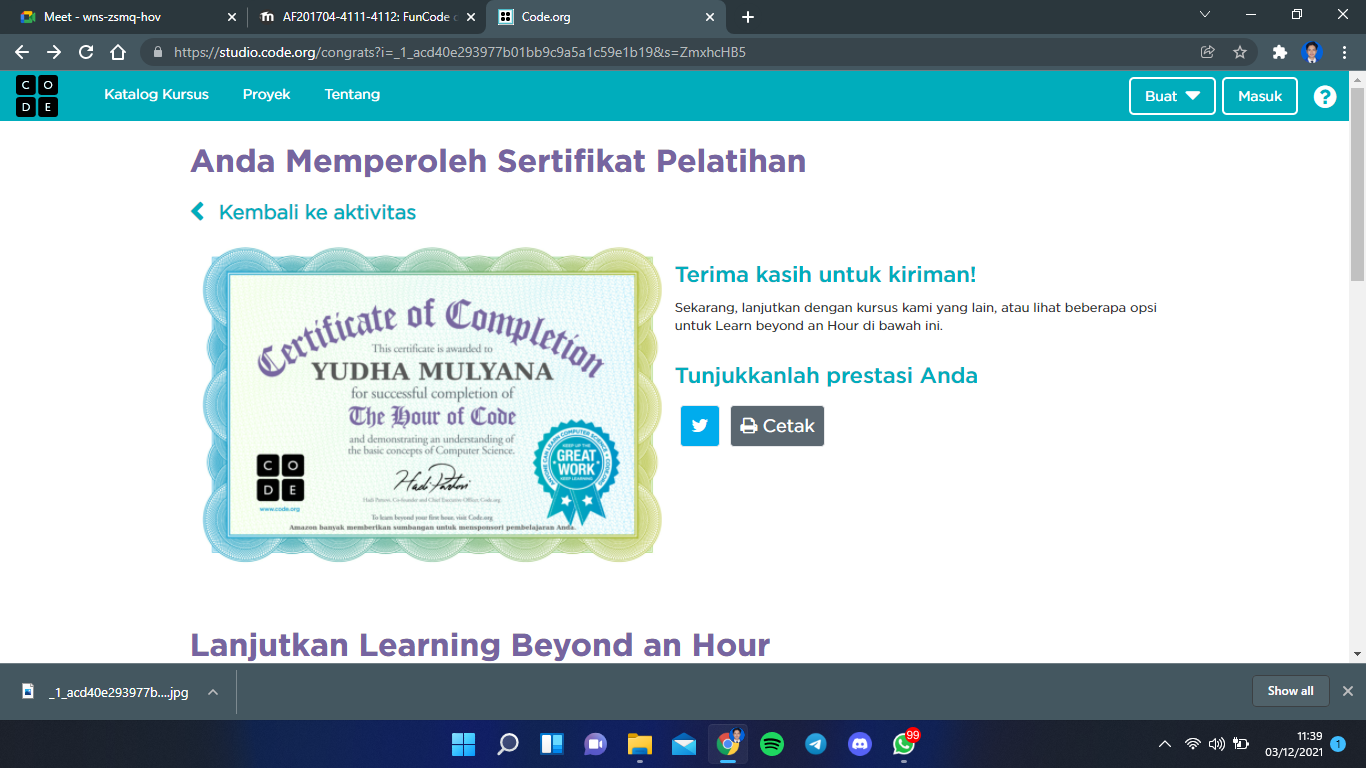 Meet - wns-zsmq-hov
AF201704-4111-4112: FunCode c
Code.org
https://studio.code.org/congrats?i=_1_acd40e293977b01bb9c9a5a1c59e1b19&s=ZmxhcHB5
C O
D E
Katalog Kursus
Proyek
Tentang
Buat
Masuk
?
Anda Memperoleh Sertifikat Pelatihan
Kembali ke aktivitas
Certificate of Completion
This certificate is awarded to
YUDHA MULYANA
for successful completion of
The Hour of Code
and demonstrating an understanding of
the basic concepts of Computer Science.
C O
D E
www.code.org
Hadi Partovi, Co-founder and Chief Executive Officer, Code.org
To learn beyond your first hour, visit Code.org
Amazon banyak memberikan sumbangan untuk mensponsori pembelajaran Anda.
KEEP UP THE
GREAT
WORK
KEEP LEARNING
Terima kasih untuk kiriman!
Sekarang, lanjutkan dengan kursus kami yang lain, atau lihat beberapa opsi
untuk Learn beyond an Hour di bawah ini.
Tunjukkanlah prestasi Anda
Cetak
Lanjutkan Learning Beyond an Hour
_1_acd40e293977b....jpg
Show all
99
11:39
03/12/2021
1